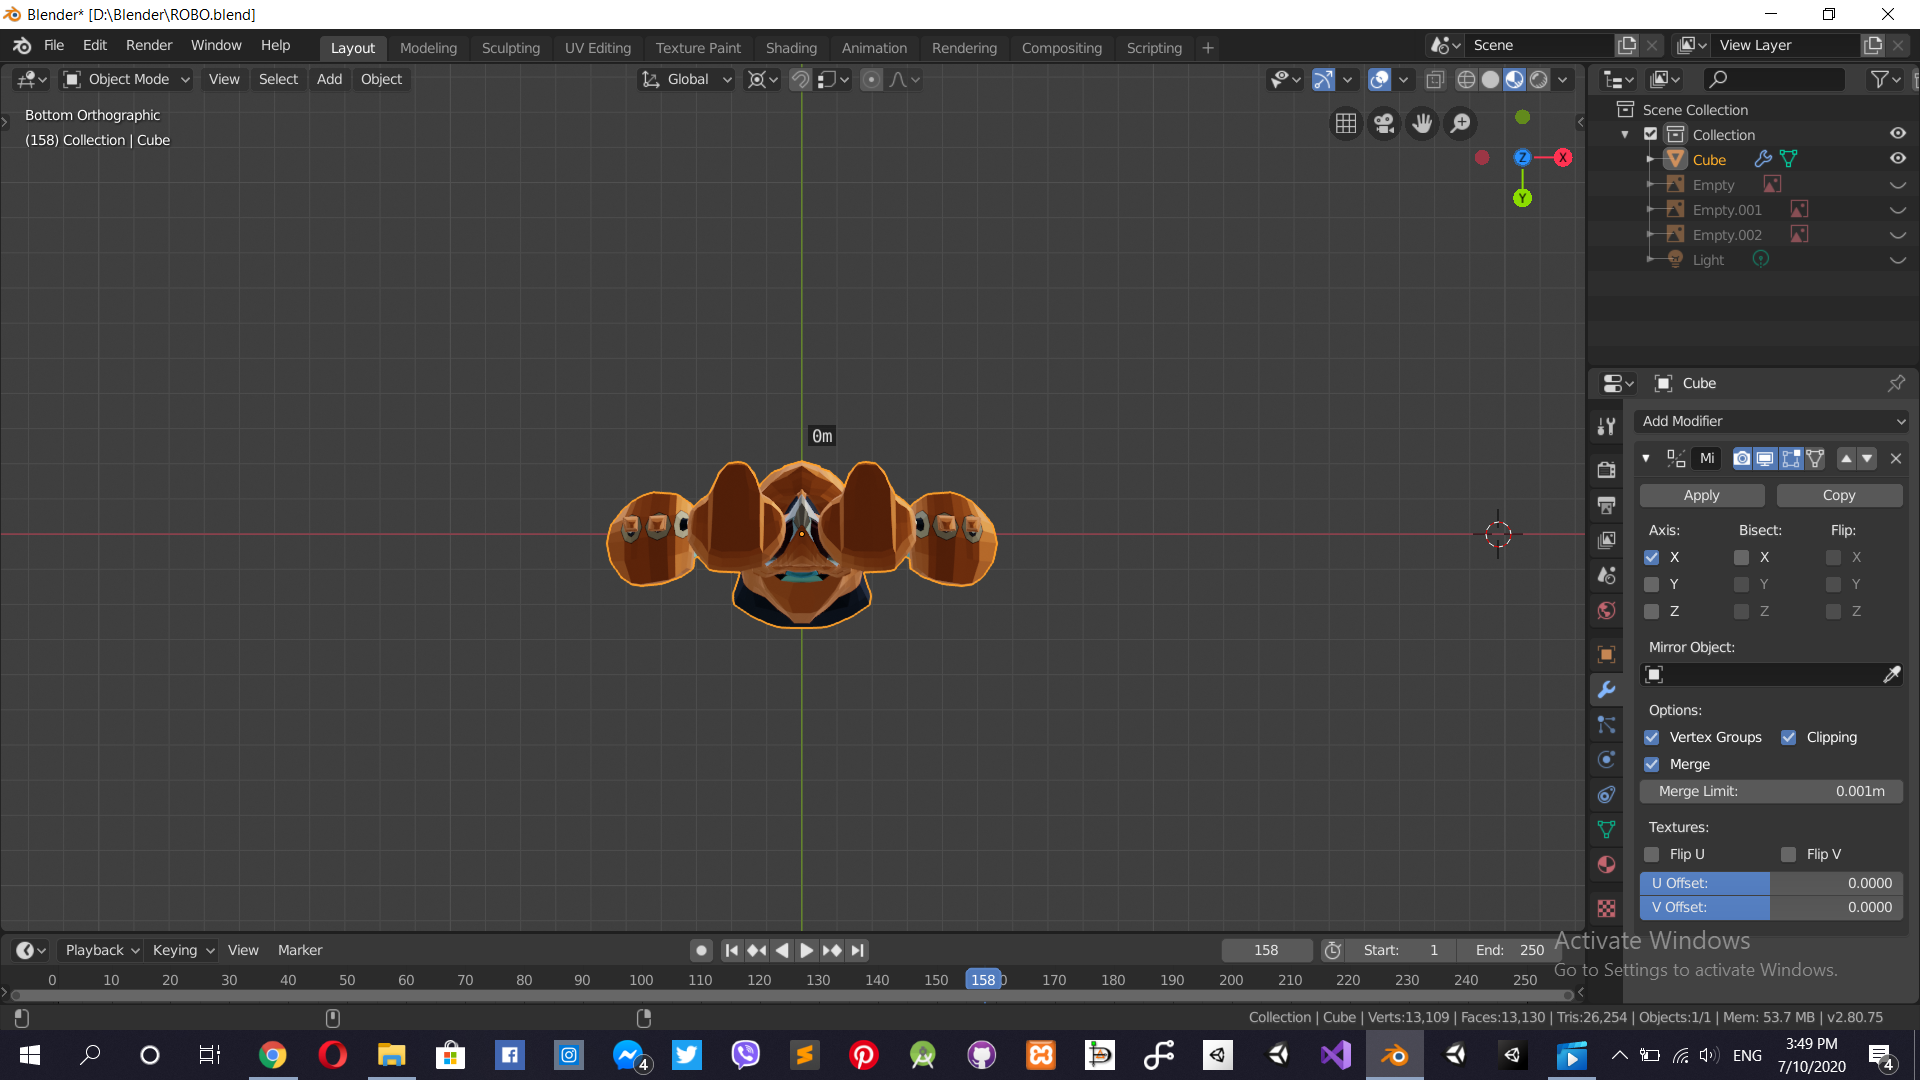 Blender* [D:\Blender\ROBO.blend]
File Edit Render Window Help Layout Modeling Sculpting UV Editing Texture Paint Shading Animation Rendering Compositing Scripting + Scene View Layer
Object Mode View Select Add Object Global
Bottom Orthographic
(158) Collection | Cube
Z X
Y
0m
Scene Collection
Collection
Cube
Empty
Empty.001
Empty.002
Light
Cube
Add Modifier
Mi
Apply Copy
Axis: Bisect: Flip:
X X X
Y Y Y
Z Z Z
Mirror Object:
Options:
Vertex Groups Clipping
Merge
Merge Limit: 0.001m
Textures:
Flip U Flip V
U Offset: 0.0000
V Offset: 0.0000
Activate Windows
Go to Settings to activate Windows.
Playback Keying View Marker 158 Start: 1 End: 250
0 10 20 30 40 50 60 70 80 90 100 110 120 130 140 150 158 170 180 190 200 210 220 230 240 250
Collection | Cube | Verts:13,109 | Faces:13,130 | Tris:26,254 | Objects:1/1 | Mem: 53.7 MB | v2.80.75
4 ENG 3:49 PM 4
7/10/2020